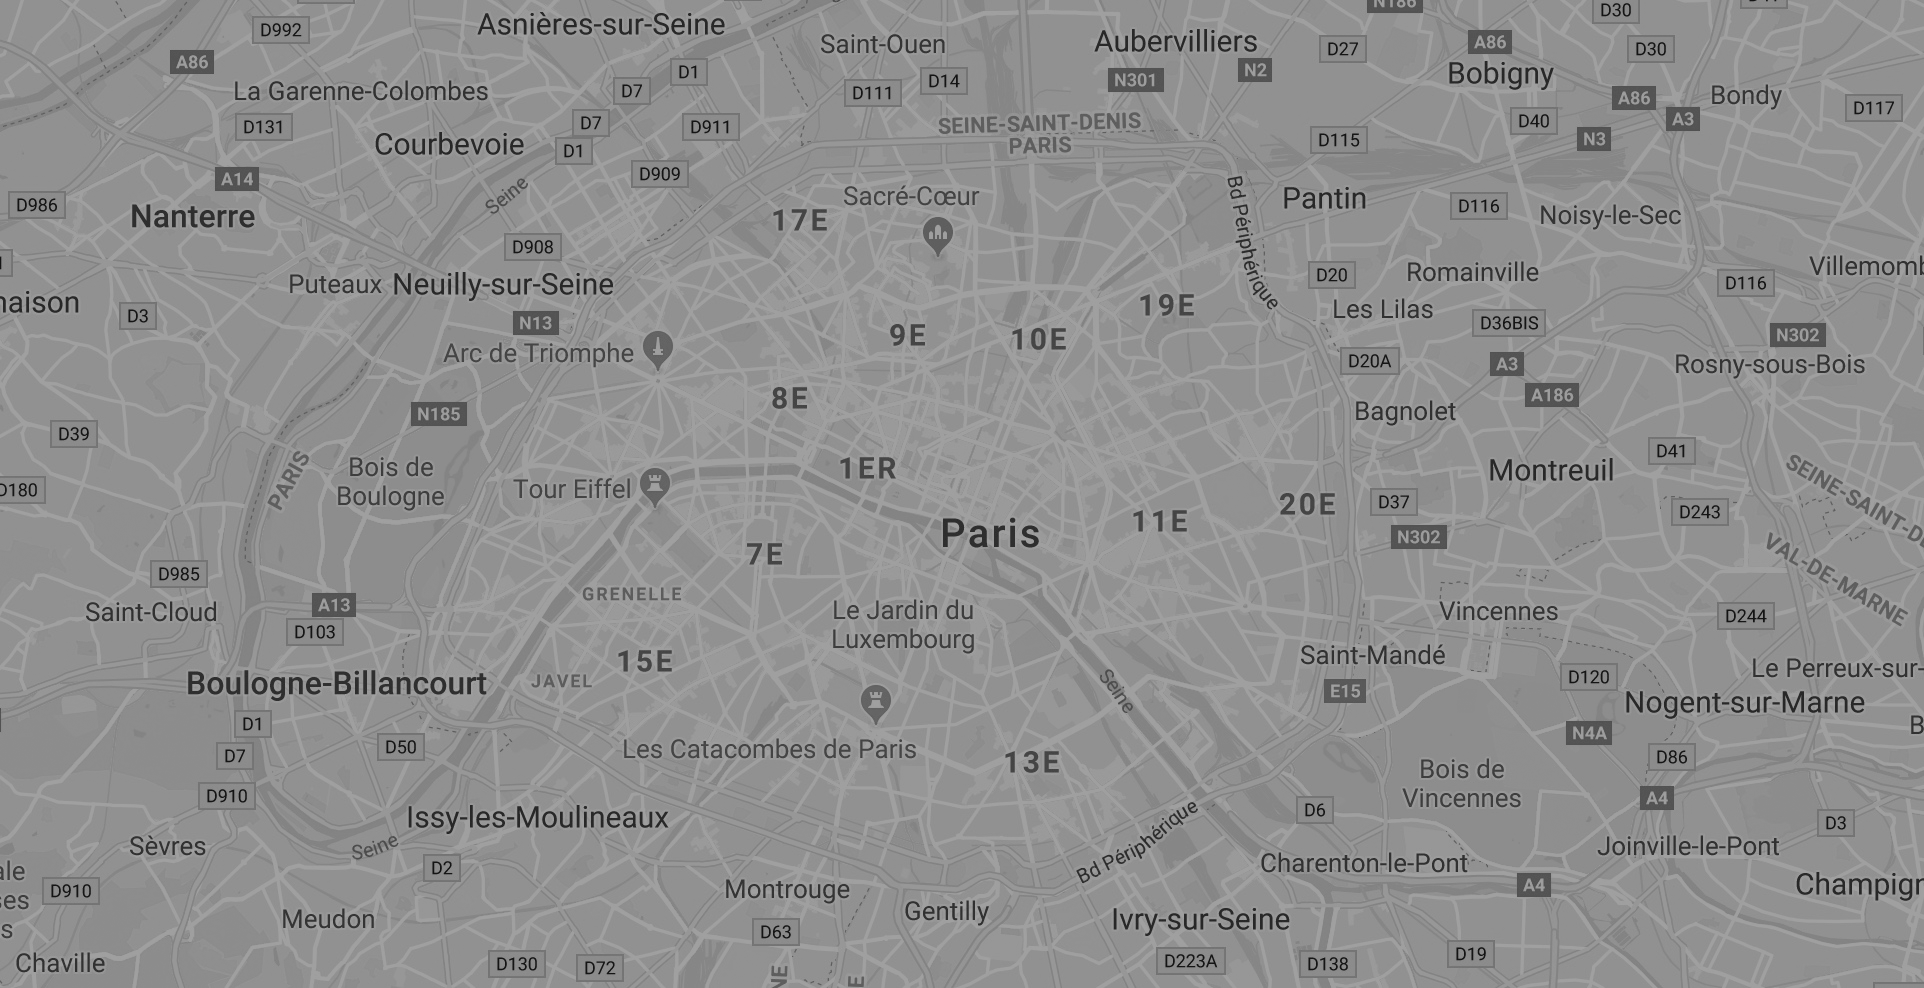 N186
D30
D992
Asnières-sur-Seine
Saint-Ouen
Aubervilliers
D27
A86
D30
A86
D1
N301
N2
Bobigny
La Garenne-Colombes
D7
D111
D14
A86
Bondy
D117
D131
D7
D911
SEINE-SAINT-DENIS
PARIS
D40
A3
Courbevoie
D1
D115
N3
A14
D909
Seine
Bd Périphérique
D986
Nanterre
17E
Sacré-Cœur
Pantin
D116
Noisy-le-Sec
D908
Puteaux
Neuilly-sur-Seine
D20
Romainville
D116
D3
N13
19E
Les Lilas
D36BIS
Arc de Triomphe
9E
10E
D20A
A3
N302
Rosny-sous-Bois
8E
A186
N185
Bagnolet
D39
PARIS
Bois de
Boulogne
1ER
D41
Montreuil
D180
Tour Eiffel
20E
D37
D243
Paris
11E
N302
7E
VAL-DE-MARNE
D985
GRENELLE
Saint-Cloud
A13
D103
Le Jardin du
Luxembourg
Vincennes
D244
15E
Saint-Mandé
Boulogne-Billancourt
JAVEL
Seine
E15
D120
Le Perreux-sur-
Nogent-sur-Marne
D1
D50
D7
Les Catacombes de Paris
13E
N4A
D86
D910
Bois de
Vincennes
A4
Issy-les-Moulineaux
D6
D3
Sèvres
Seine
Bd Périphérique
Joinville-le-Pont
D2
Charenton-le-Pont
D910
Montrouge
A4
Meudon
D63
Gentilly
Ivry-sur-Seine
Chaville
D130
D72
D223A
D138
D19